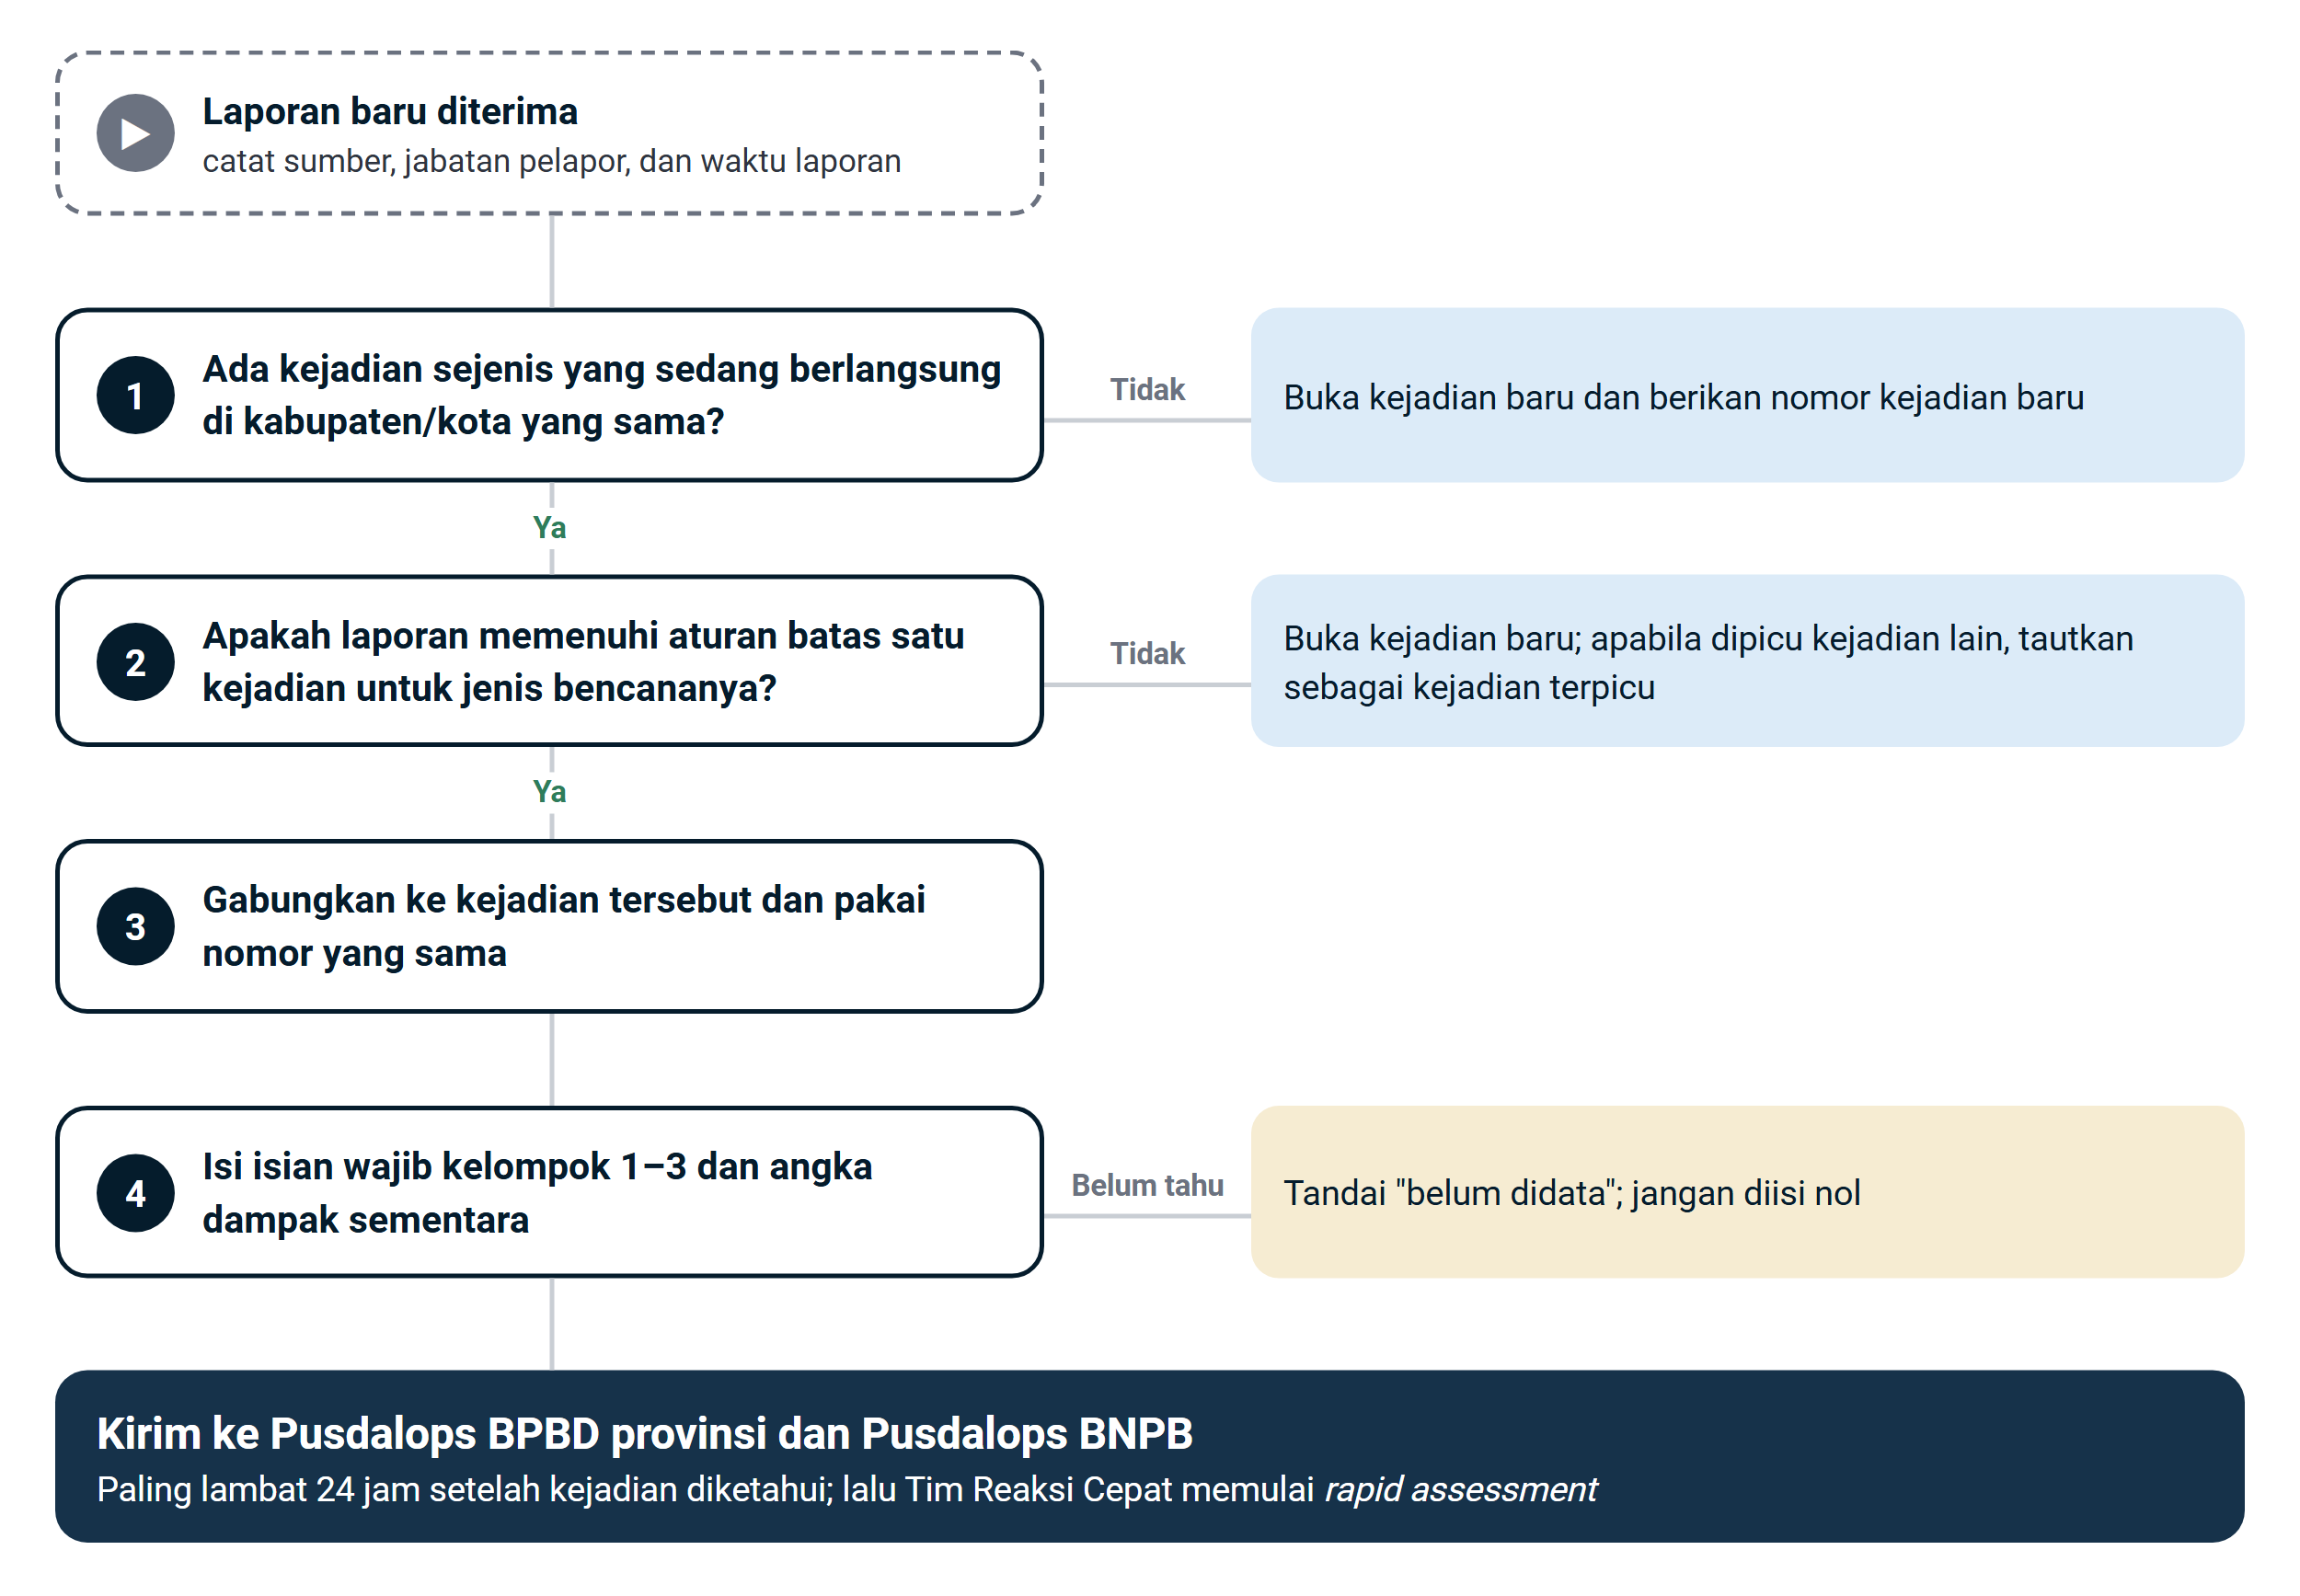 Laporan baru diterima
catat sumber, jabatan pelapor, dan waktu laporan
1
Ada kejadian sejenis yang sedang berlangsung
di kabupaten/kota yang sama?
Tidak
Buka kejadian baru dan berikan nomor kejadian baru
Ya
2
Apakah laporan memenuhi aturan batas satu
kejadian untuk jenis bencananya?
Tidak
Buka kejadian baru; apabila dipicu kejadian lain, tautkan
sebagai kejadian terpicu
Ya
3
Gabungkan ke kejadian tersebut dan pakai
nomor yang sama
4
Isi isian wajib kelompok 1–3 dan angka
dampak sementara
Belum tahu
Tandai "belum didata"; jangan diisi nol
Kirim ke Pusdalops BPBD provinsi dan Pusdalops BNPB
Paling lambat 24 jam setelah kejadian diketahui; lalu Tim Reaksi Cepat memulai rapid assessment